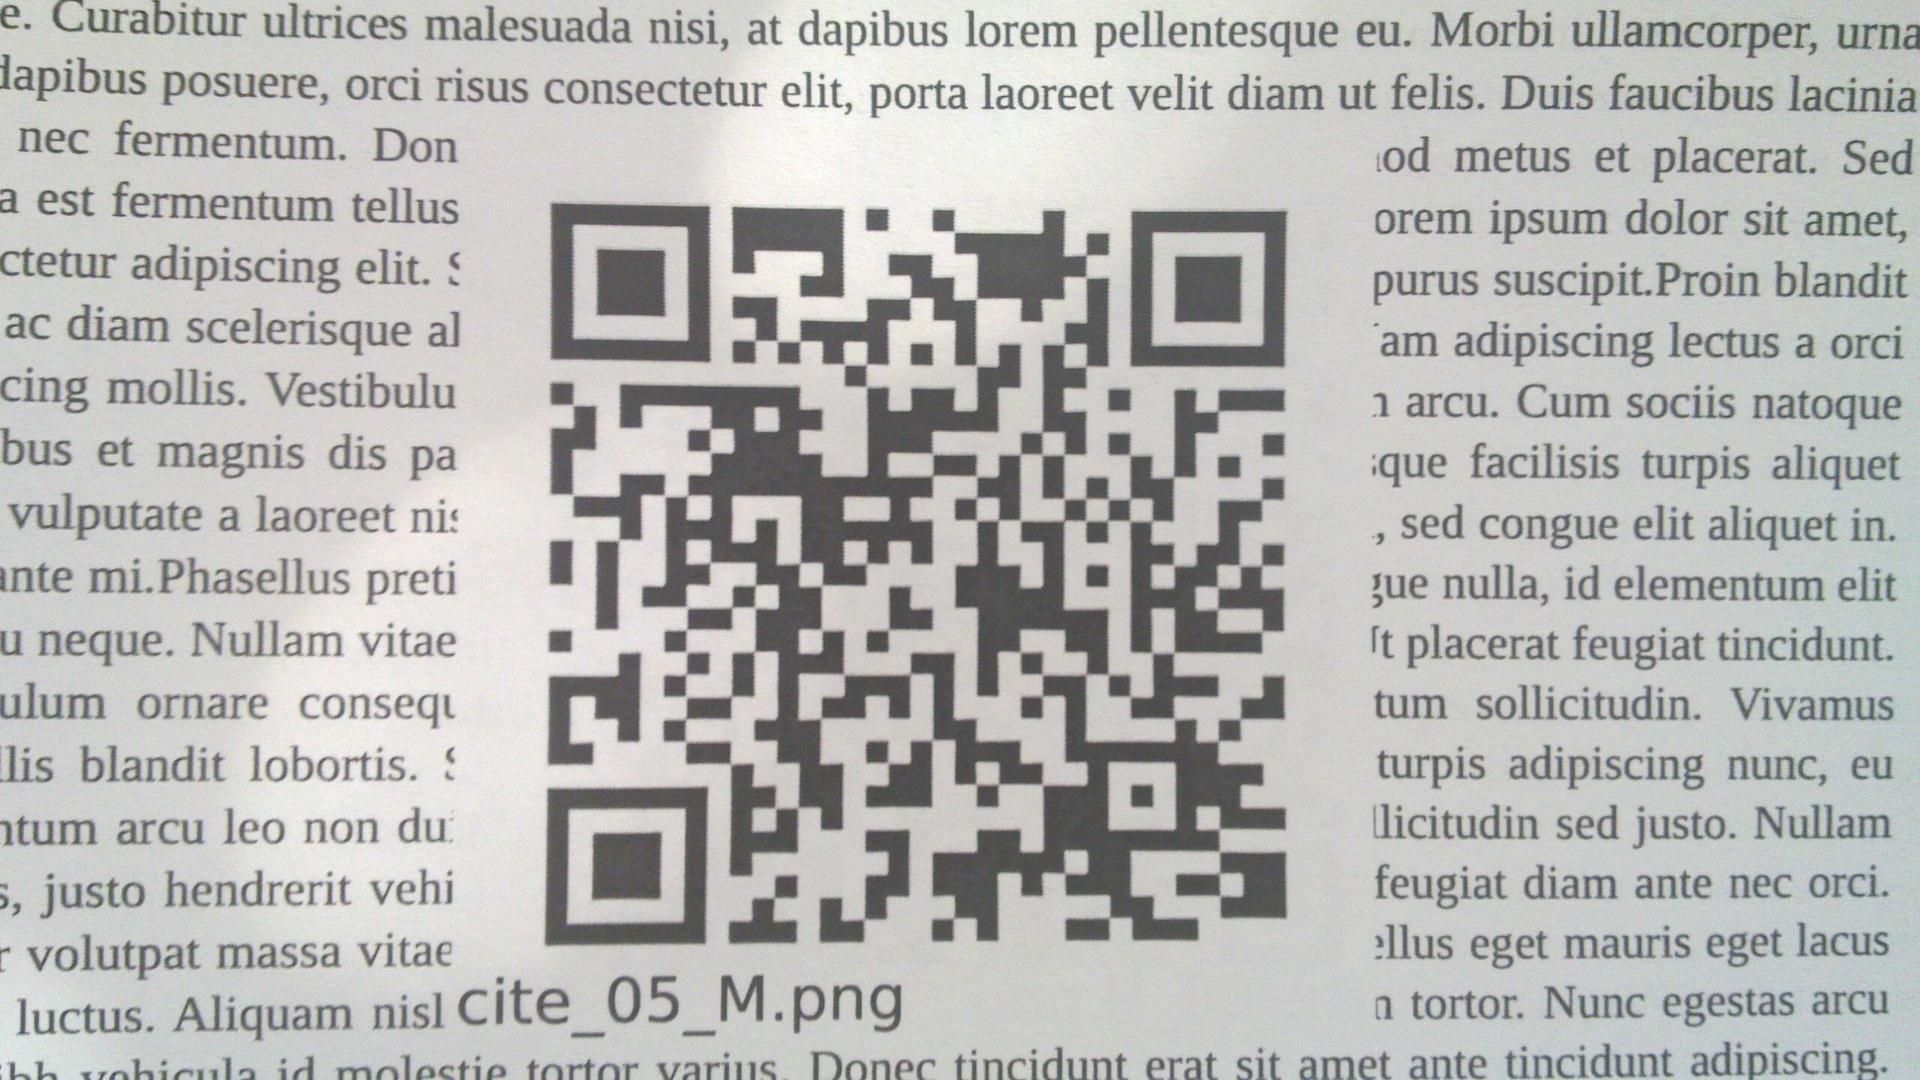 e. Curabitur ultrices malesuada nisi, at dapibus lorem pellentesque eu. Morbi ullamcorper, urna
dapibus posuere, orci risus consectetur elit, porta laoreet velit diam ut felis. Duis faucibus lacinia
nec fermentum. Don od metus et placerat. Sed
a est fermentum tellus orem ipsum dolor sit amet,
ctetur adipiscing elit. purus suscipit.Proin blandit
ac diam scelerisque al am adipiscing lectus a orci
cing mollis. Vestibulu arcu. Cum sociis natoque
bus et magnis dis pa que facilisis turpis aliquet
vulputate a laoreet nis , sed congue elit aliquet in.
ante mi.Phasellus preti gue nulla, id elementum elit
u neque. Nullam vitae t placerat feugiat tincidunt.
ulum ornare consequ tum sollicitudin. Vivamus
llis blandit lobortis. turpis adipiscing nunc, eu
ntum arcu leo non du llicitudin sed justo. Nullam
s, justo hendrerit vehi feugiat diam ante nec orci.
r volutpat massa vitae ellus eget mauris eget lacus
luctus. Aliquam nisl cite_05_M.png tortor. Nunc egestas arcu
bh vehicula id molestie tortor varius. Donec tincidunt erat sit amet ante tincidunt adipiscing.